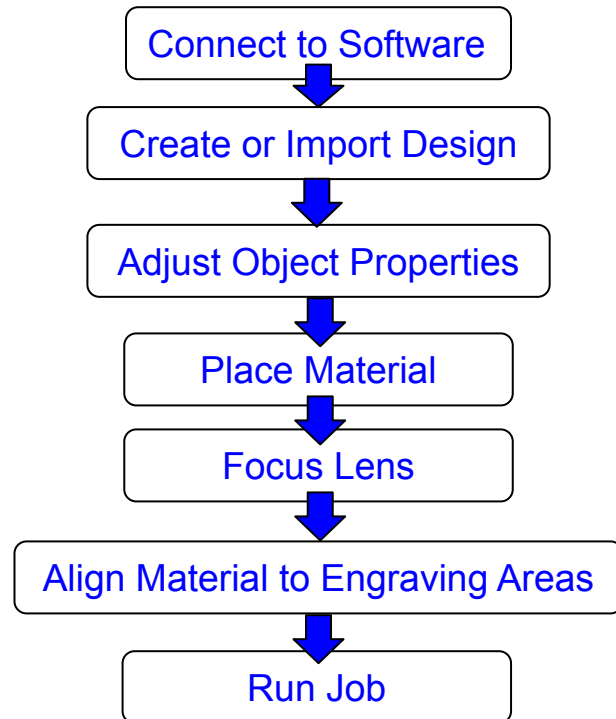 Connect to Software
Create or Import Design
Adjust Object Properties
Place Material
Focus Lens
Align Material to Engraving Areas
Run Job